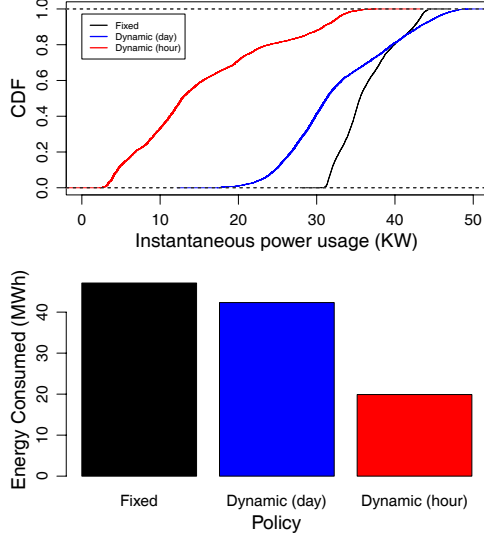 Fixed
Dynamic (day)
Dynamic (hour)
CDF
0.0 0.2 0.4 0.6 0.8 1.0
0 10 20 30 40 50
Instantaneous power usage (KW)
Energy Consumed (MWh)
0 10 20 30 40
Fixed Dynamic (day) Dynamic (hour)
Policy